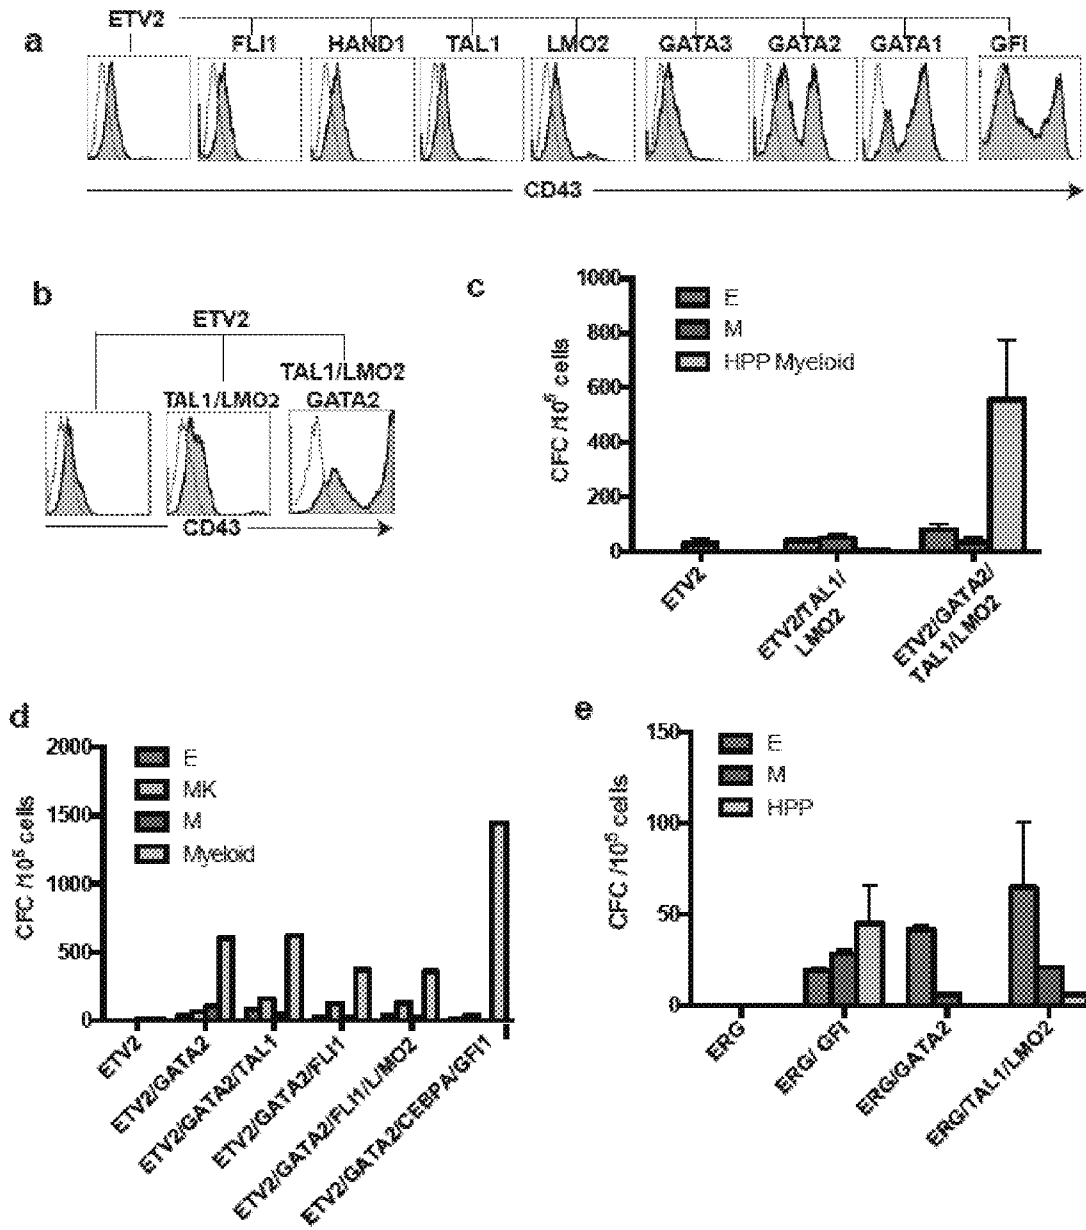 a
ETV2
FLI1 HAND1 TAL1 LMO2 GATA3 GATA2 GATA1 GFI
CD43
b
ETV2
TAL1/LMO2
TAL1/LMO2 GATA2
CD43
c
CFC /10⁵ cells
1000
800
600
400
200
0
E
M
HPP Myeloid
ETV2
ETV2/TAL1/
LMO2
ETV2/GATA2/
TAL1/LMO2
d
CFC /10⁵ cells
2000
1500
1000
500
0
E
MK
M
Myeloid
ETV2
ETV2/GATA2
ETV2/GATA2/TAL1
ETV2/GATA2/FLI1
ETV2/GATA2/FLI1/L/MO2
ETV2/GATA2/CEBPA/GFI1
e
CFC /10⁵ cells
150
100
50
0
E
M
HPP
ERG
ERG/ GFI
ERG/GATA2
ERG/TAL1/LMO2